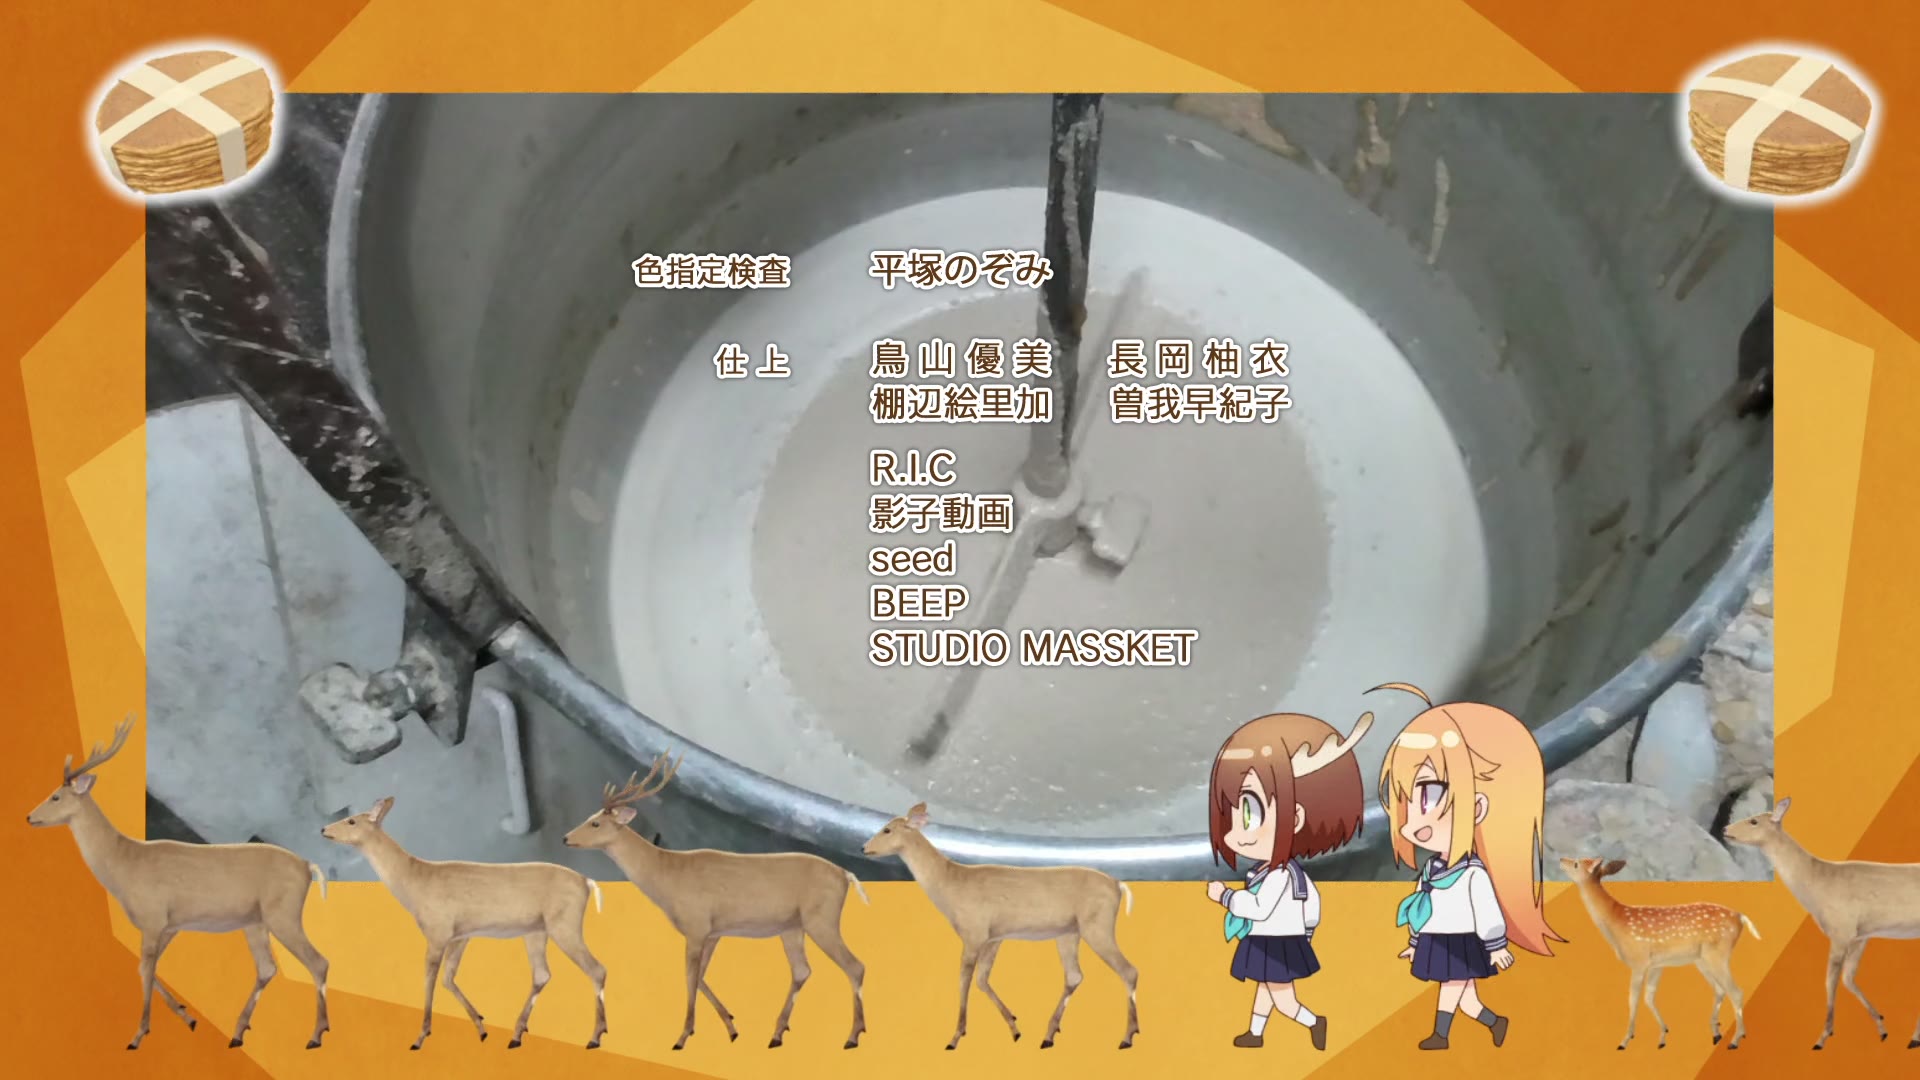 色指定検査 平塚のぞみ
仕上 鳥山優美 長岡柚衣
棚辺絵里加 曽我早紀子
R.I.C
影子動画
seed
BEEP
STUDIO MASSKET